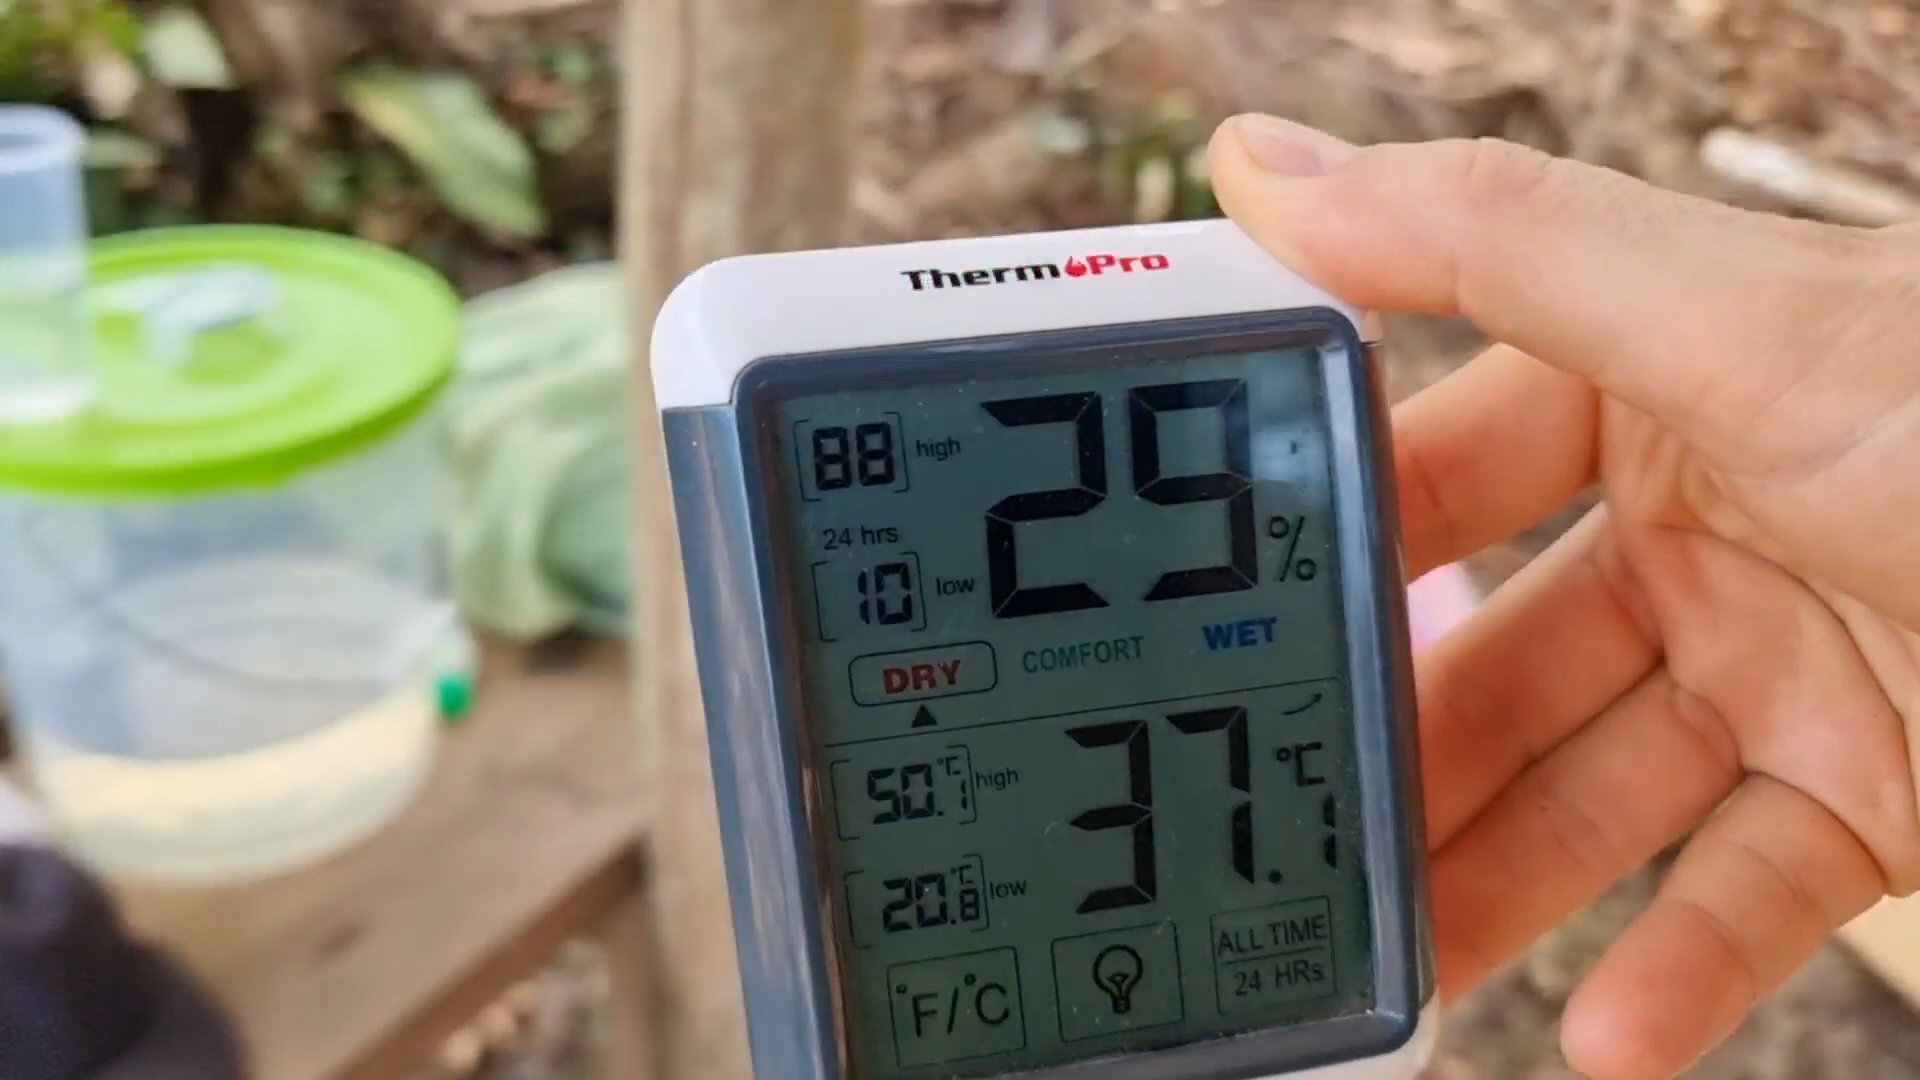 ThermoPro
88 high
29 %
24 hrs
10 low
DRY COMFORT WET
50.1 °C high
37.1 °C
20.8 °C low
°F/°C
ALL TIME
24 HRs